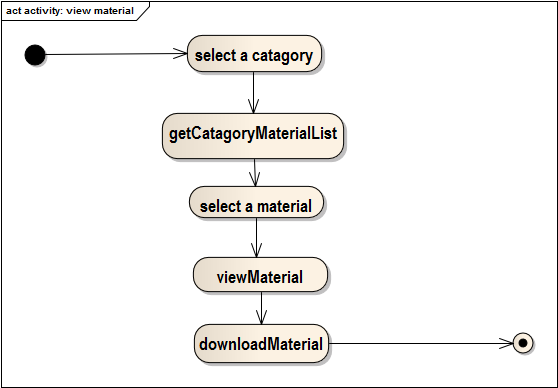 act activity: view material
select a catagory
getCatagoryMaterialList
select a material
viewMaterial
downloadMaterial